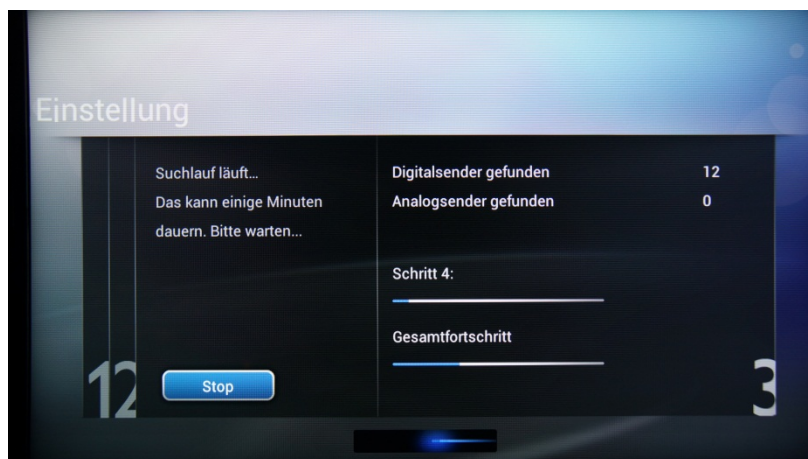 Einstellung
Suchlauf läuft...
Das kann einige Minuten
dauern. Bitte warten...
Digitalsender gefunden 12
Analogsender gefunden 0
Schritt 4:
Gesamtfortschritt
12
Stop
3